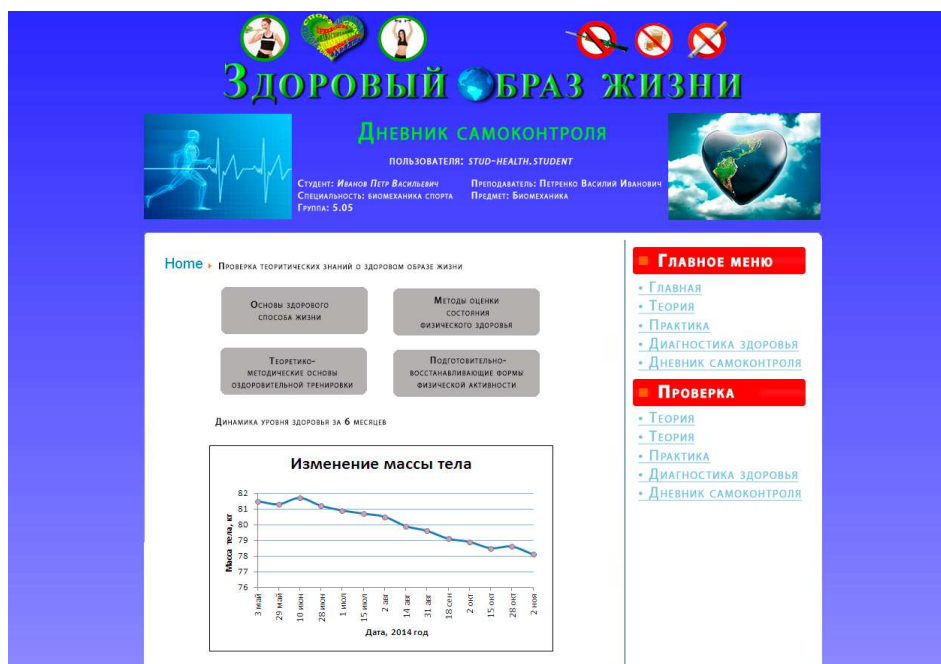 Здоровый образ жизни
Дневник самоконтроля
пользователя: stud-health.student
Студент: Иванов Петр Васильевич
Специальность: биомеханика спорта
Группа: 5.05
Преподаватель: Петренко Василий Иванович
Предмет: Биомеханика
Home
Проверка теоритических знаний о здоровом образе жизни
Основы здорового
способа жизни
Методы оценки
состояния
физического здоровья
Теоретико-
методические основы
оздоровительной тренировки
Подготовительно-
восстанавливающие формы
физической активности
Динамика уровня здоровья за 6 месяцев
Изменение массы тела
Масса тела, кг
82
81
80
79
78
77
76
3 май
29 май
10 июн
28 июн
1 июл
15 июл
2 авг
14 авг
31 авг
18 сен
2 окт
15 окт
28 окт
2 ноя
Дата, 2014 год
Главное меню
• Главная
• Теория
• Практика
• Диагностика здоровья
• Дневник самоконтроля
Проверка
• Теория
• Теория
• Практика
• Диагностика здоровья
• Дневник самоконтроля